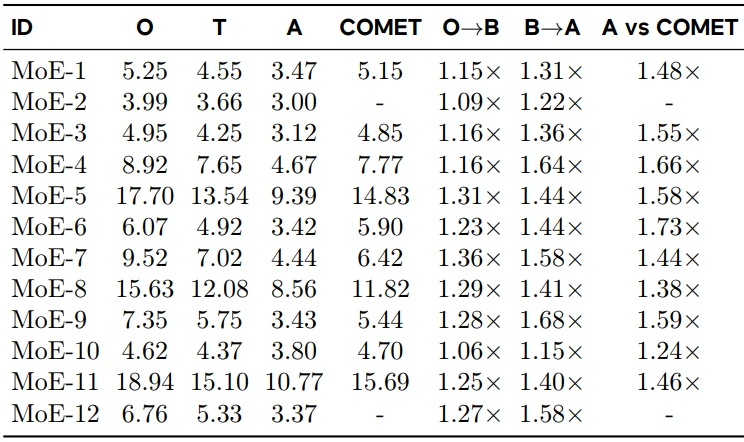 ID O T A COMET O→B B→A A vs COMET
MoE-1 5.25 4.55 3.47 5.15 1.15× 1.31× 1.48×
MoE-2 3.99 3.66 3.00 - 1.09× 1.22× -
MoE-3 4.95 4.25 3.12 4.85 1.16× 1.36× 1.55×
MoE-4 8.92 7.65 4.67 7.77 1.16× 1.64× 1.66×
MoE-5 17.70 13.54 9.39 14.83 1.31× 1.44× 1.58×
MoE-6 6.07 4.92 3.42 5.90 1.23× 1.44× 1.73×
MoE-7 9.52 7.02 4.44 6.42 1.36× 1.58× 1.44×
MoE-8 15.63 12.08 8.56 11.82 1.29× 1.41× 1.38×
MoE-9 7.35 5.75 3.43 5.44 1.28× 1.68× 1.59×
MoE-10 4.62 4.37 3.80 4.70 1.06× 1.15× 1.24×
MoE-11 18.94 15.10 10.77 15.69 1.25× 1.40× 1.46×
MoE-12 6.76 5.33 3.37 - 1.27× 1.58× -